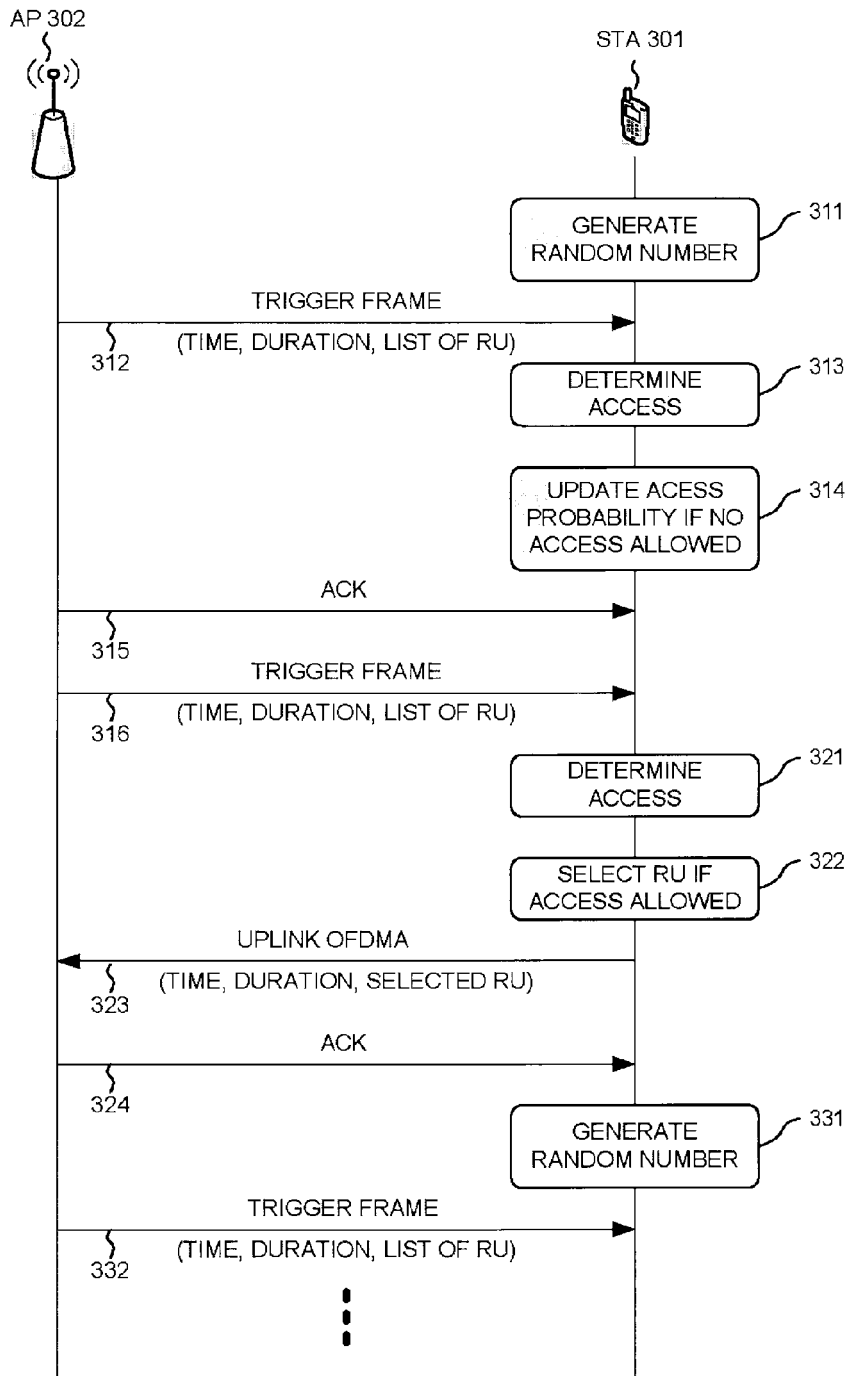 AP 302
STA 301
GENERATE
RANDOM NUMBER
311
TRIGGER FRAME
(TIME, DURATION, LIST OF RU)
312
DETERMINE
ACCESS
313
UPDATE ACESS
PROBABILITY IF NO
ACCESS ALLOWED
314
ACK
315
TRIGGER FRAME
(TIME, DURATION, LIST OF RU)
316
DETERMINE
ACCESS
321
SELECT RU IF
ACCESS ALLOWED
322
UPLINK OFDMA
(TIME, DURATION, SELECTED RU)
323
ACK
324
GENERATE
RANDOM NUMBER
331
TRIGGER FRAME
(TIME, DURATION, LIST OF RU)
332